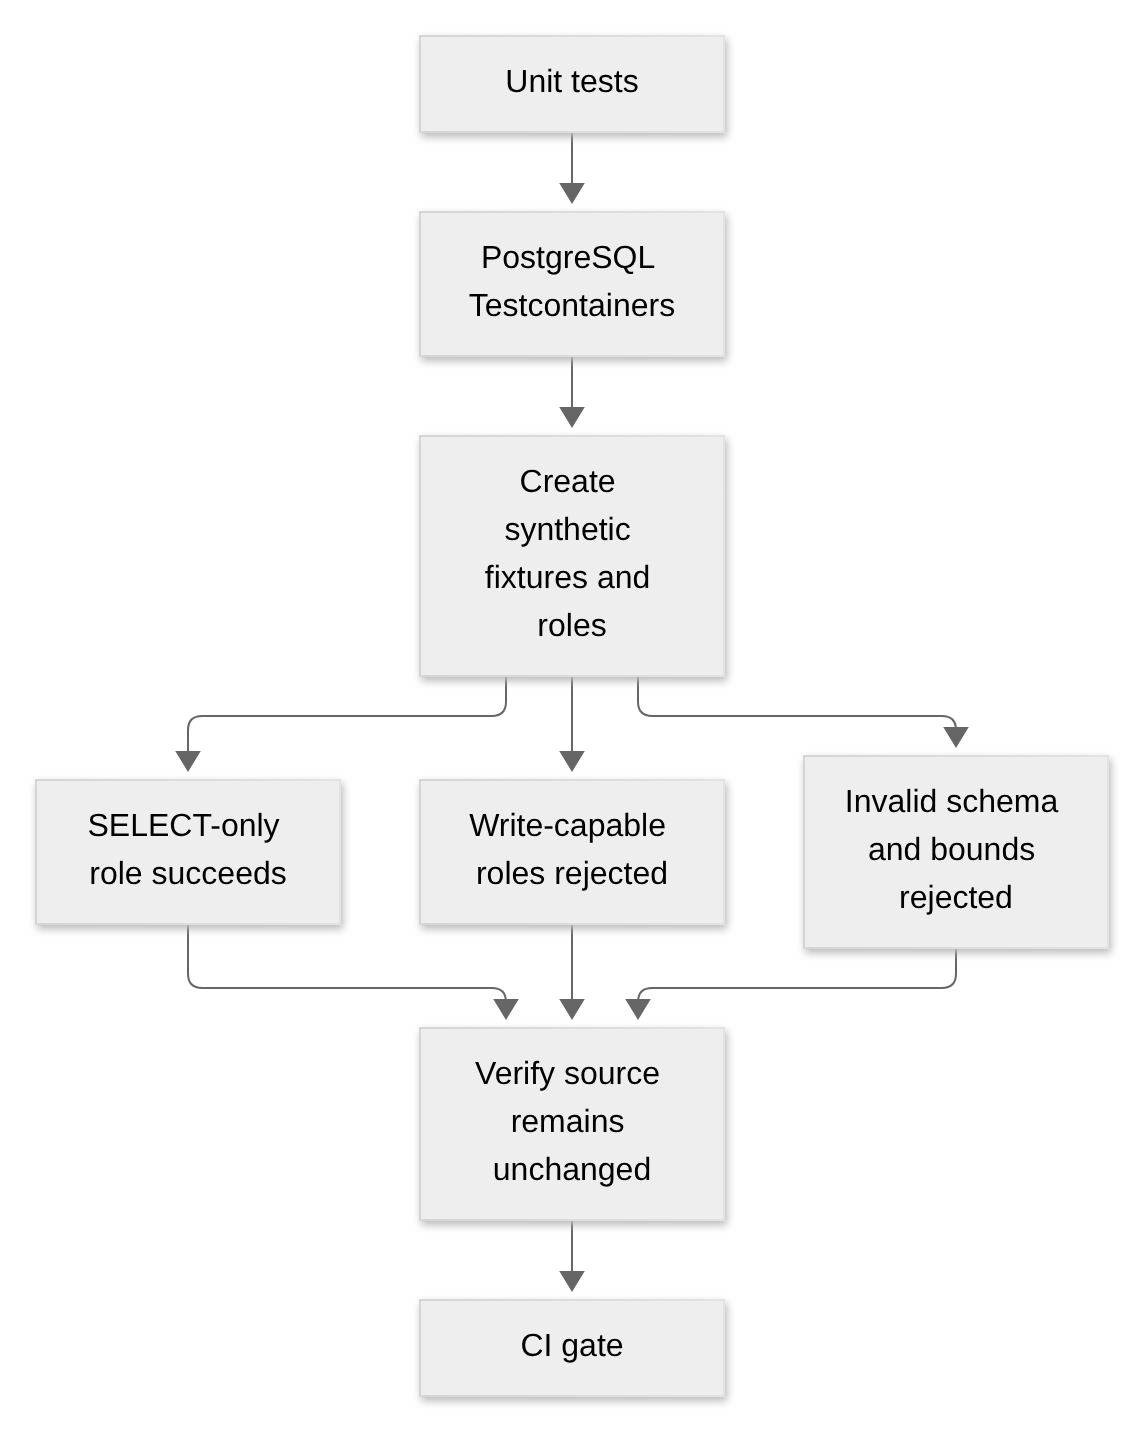 Unit tests
PostgreSQL
Testcontainers
Create
synthetic
fixtures and
roles
SELECT-only
role succeeds
Write-capable
roles rejected
Invalid schema
and bounds
rejected
Verify source
remains
unchanged
CI gate